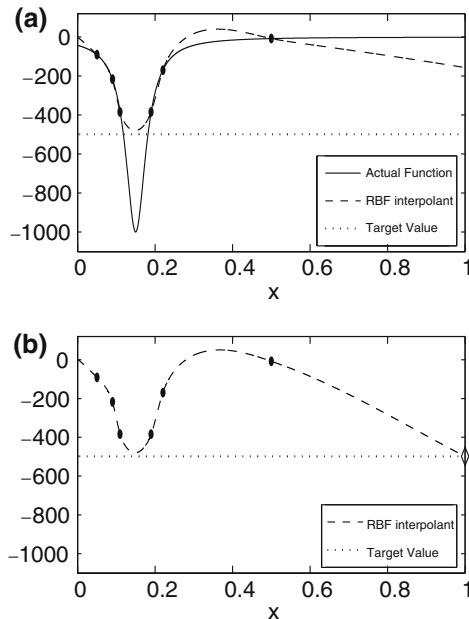 (a)
0
−200
−400
−600
−800
−1000
Actual Function
RBF interpolant
Target Value
0 0.2 0.4 0.6 0.8 1
x
(b)
0
−200
−400
−600
−800
−1000
RBF interpolant
Target Value
0 0.2 0.4 0.6 0.8 1
x